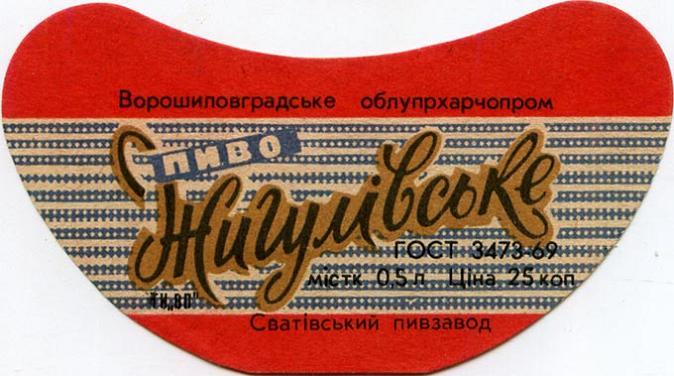 Ворошиловградське облупрхарчопром
пиво
Жигулівське
ГОСТ 3473-69
містк 0,5 л Ціна 25 коп
Сватівський пивзавод